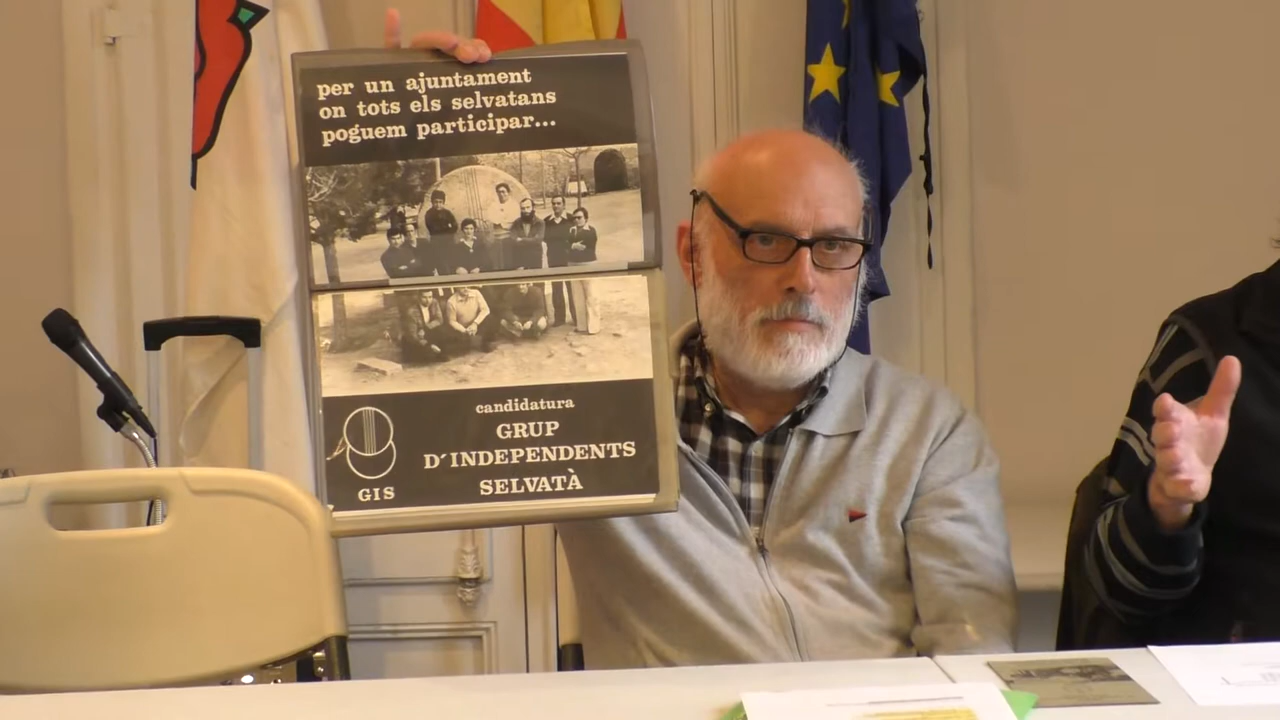 per un ajuntament
on tots els selvatans
poguem participar...
candidatura
GRUP
D´INDEPENDENTS
SELVATÀ
GIS